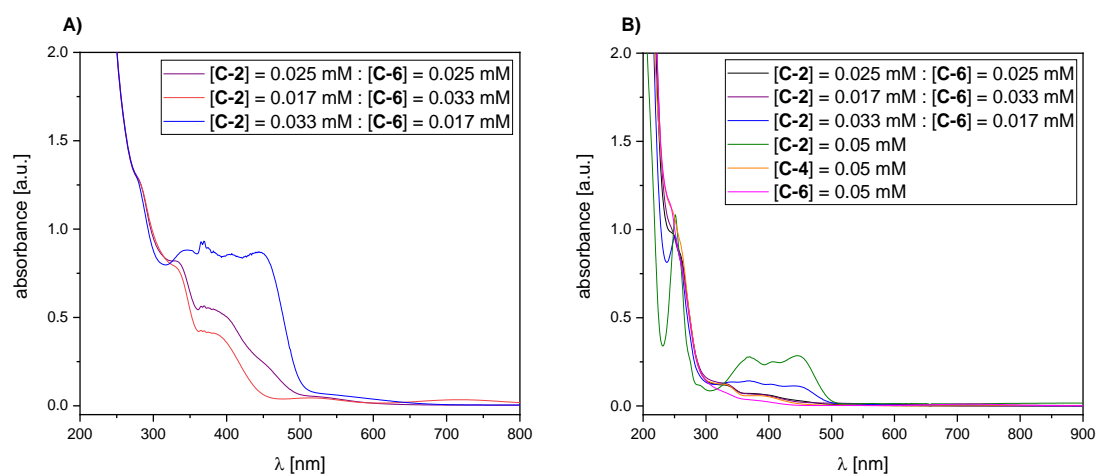 A)
[C-2] = 0.025 mM : [C-6] = 0.025 mM
[C-2] = 0.017 mM : [C-6] = 0.033 mM
[C-2] = 0.033 mM : [C-6] = 0.017 mM
absorbance [a.u.]
2.0
1.5
1.0
0.5
0.0
200 300 400 500 600 700 800
λ [nm]
B)
[C-2] = 0.025 mM : [C-6] = 0.025 mM
[C-2] = 0.017 mM : [C-6] = 0.033 mM
[C-2] = 0.033 mM : [C-6] = 0.017 mM
[C-2] = 0.05 mM
[C-4] = 0.05 mM
[C-6] = 0.05 mM
absorbance [a.u.]
2.0
1.5
1.0
0.5
0.0
200 300 400 500 600 700 800 900
λ [nm]